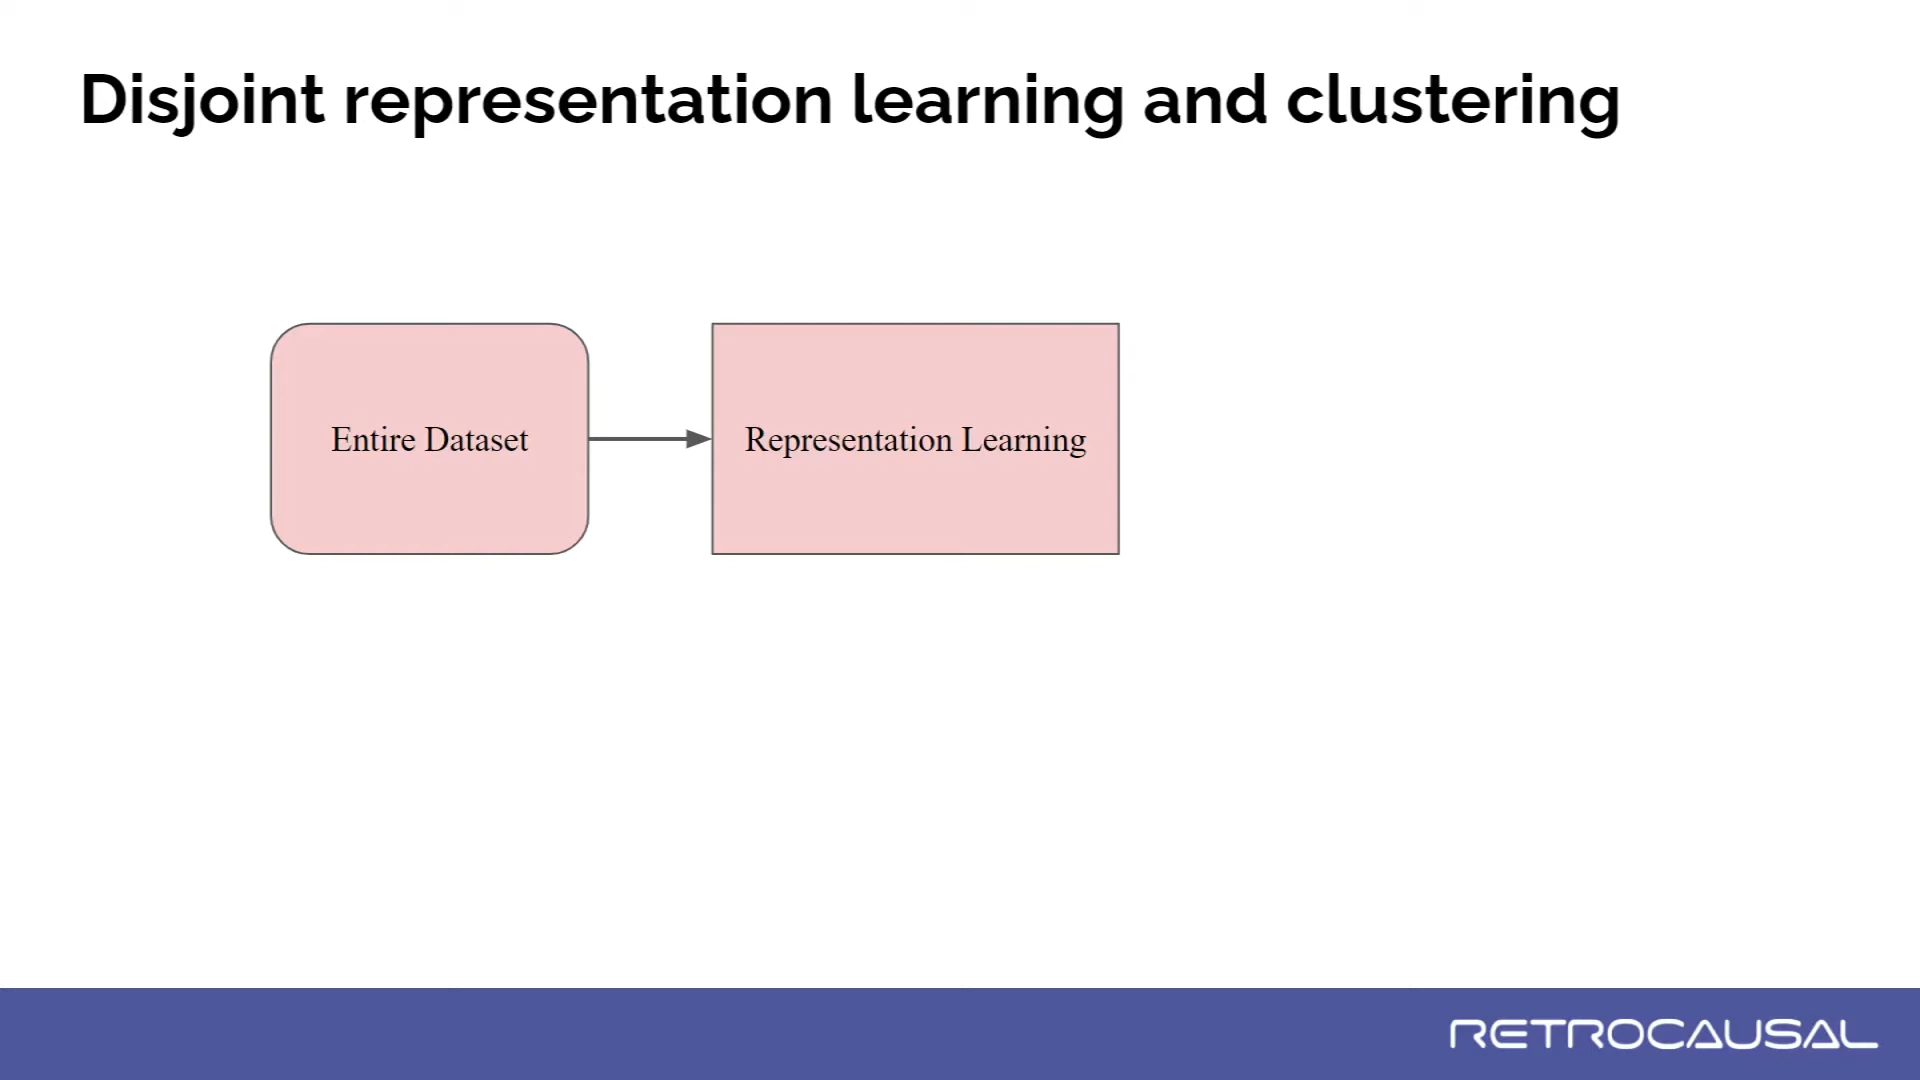 Disjoint representation learning and clustering
Entire Dataset
Representation Learning
RETROCAUSAL